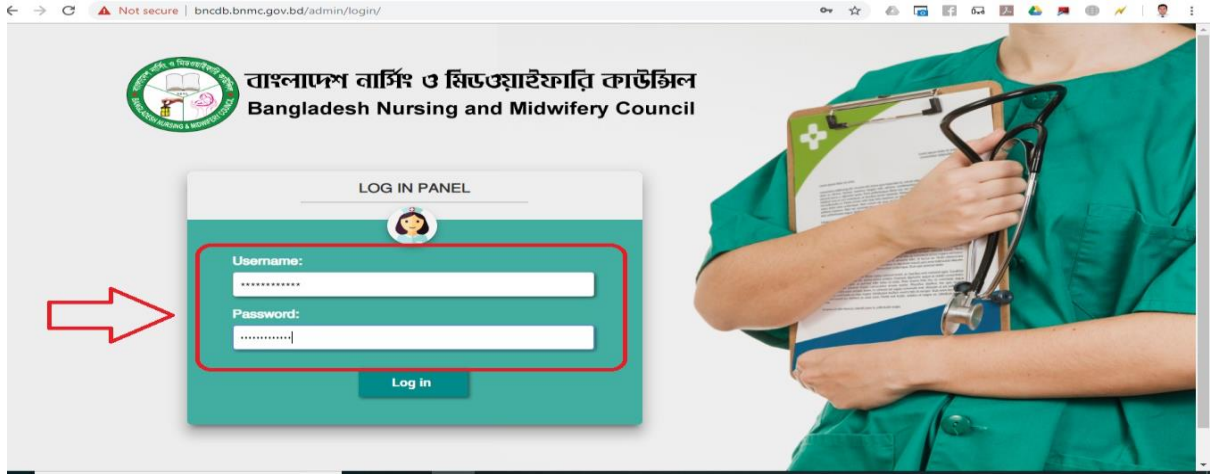 Not secure | bncdb.bnmc.gov.bd/admin/login/
বাংলাদেশ নার্সিং ও মিডওয়াইফারি কাউন্সিল
Bangladesh Nursing and Midwifery Council
LOG IN PANEL
Username:
************
Password:
.............
Log in